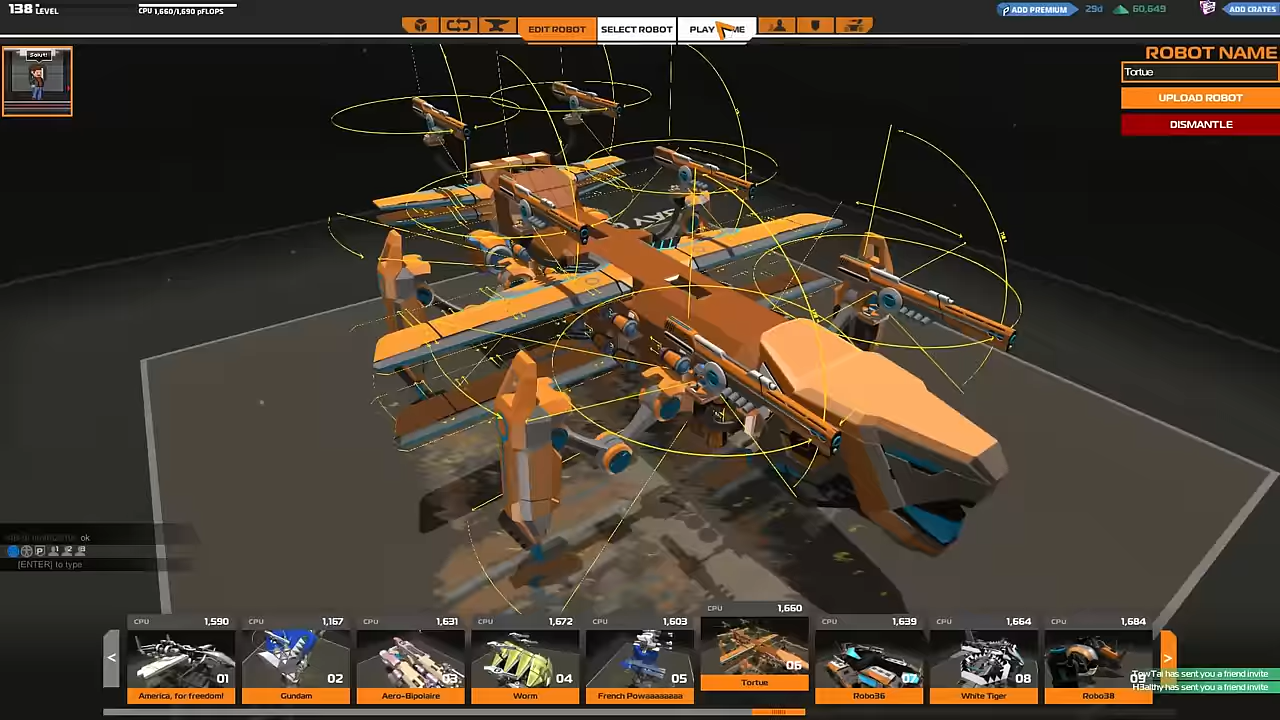 138 LEVEL
CPU 1,660/1,690 pFLOPS
ADD PREMIUM
29d
60,649
ADD CRATES
EDIT ROBOT
SELECT ROBOT
PLAY
ROBOT NAME
Tortue
UPLOAD ROBOT
DISMANTLE
Salut!
ok
[ENTER] to type
CPU 1,590
CPU 1,167
CPU 1,631
CPU 1,672
CPU 1,603
CPU 1,660
CPU 1,639
CPU 1,664
CPU 1,684
<
01
02
03
04
05
06
07
08
>
America, for freedom!
Gundam
Aero-Bipolaire
Worm
French Powaaaaaaa
Tortue
Robo36
White Tiger
Robo38
has sent you a friend invite
H3althy has sent you a friend invite